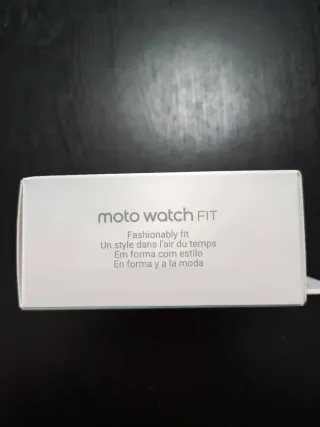 moto watch FIT
Fashionably fit
Un style dans l'air du temps
Em forma com estilo
En forma y a la moda